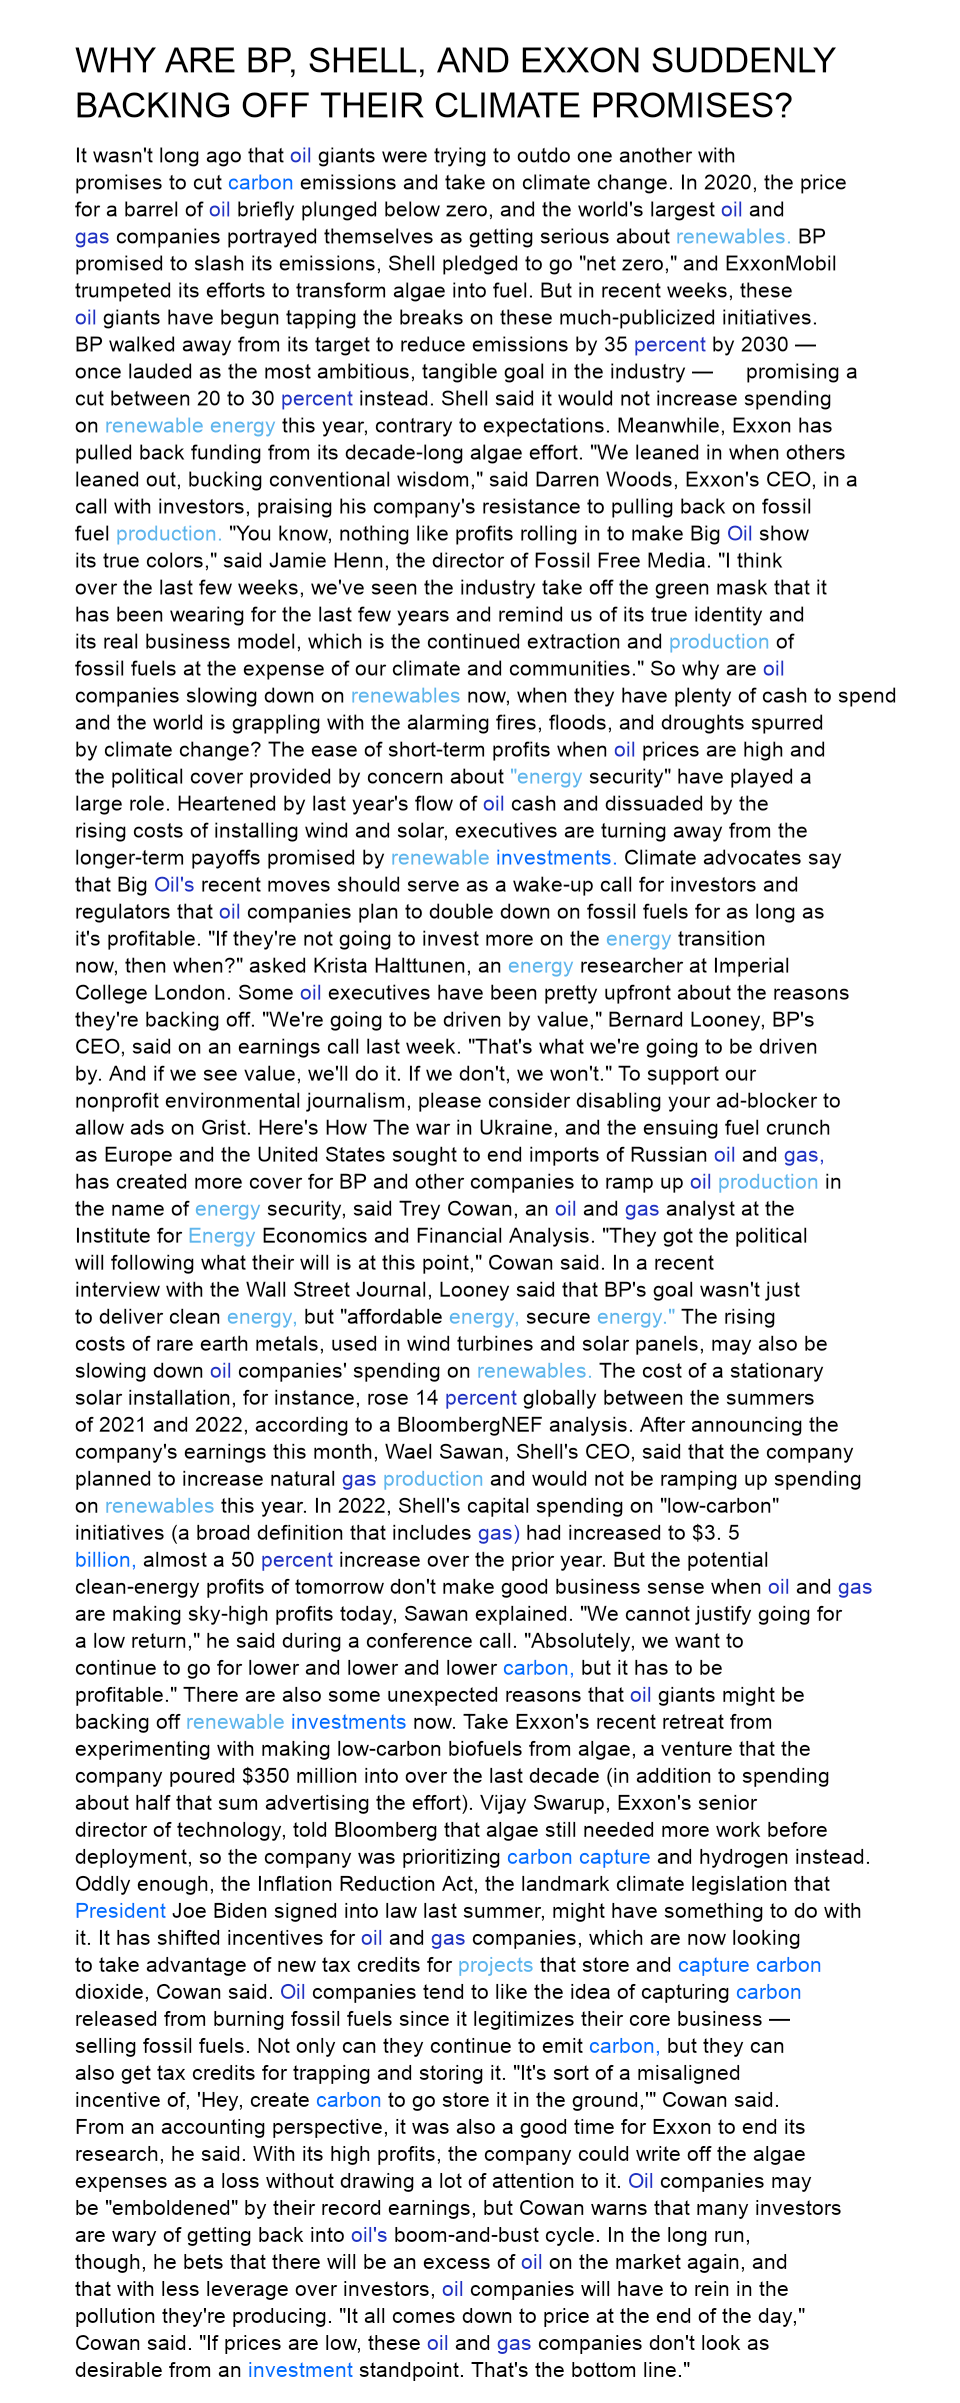 WHY ARE BP, SHELL, AND EXXON SUDDENLY
BACKING OFF THEIR CLIMATE PROMISES?
It wasn't long ago that oil giants were trying to outdo one another with
promises to cut carbon emissions and take on climate change. In 2020, the price
for a barrel of oil briefly plunged below zero, and the world's largest oil and
gas companies portrayed themselves as getting serious about renewables. BP
promised to slash its emissions, Shell pledged to go "net zero," and ExxonMobil
trumpeted its efforts to transform algae into fuel. But in recent weeks, these
oil giants have begun tapping the breaks on these much-publicized initiatives.
BP walked away from its target to reduce emissions by 35 percent by 2030 —
once lauded as the most ambitious, tangible goal in the industry — promising a
cut between 20 to 30 percent instead. Shell said it would not increase spending
on renewable energy this year, contrary to expectations. Meanwhile, Exxon has
pulled back funding from its decade-long algae effort. "We leaned in when others
leaned out, bucking conventional wisdom," said Darren Woods, Exxon's CEO, in a
call with investors, praising his company's resistance to pulling back on fossil
fuel production. "You know, nothing like profits rolling in to make Big Oil show
its true colors," said Jamie Henn, the director of Fossil Free Media. "I think
over the last few weeks, we've seen the industry take off the green mask that it
has been wearing for the last few years and remind us of its true identity and
its real business model, which is the continued extraction and production of
fossil fuels at the expense of our climate and communities." So why are oil
companies slowing down on renewables now, when they have plenty of cash to spend
and the world is grappling with the alarming fires, floods, and droughts spurred
by climate change? The ease of short-term profits when oil prices are high and
the political cover provided by concern about "energy security" have played a
large role. Heartened by last year's flow of oil cash and dissuaded by the
rising costs of installing wind and solar, executives are turning away from the
longer-term payoffs promised by renewable investments. Climate advocates say
that Big Oil's recent moves should serve as a wake-up call for investors and
regulators that oil companies plan to double down on fossil fuels for as long as
it's profitable. "If they're not going to invest more on the energy transition
now, then when?" asked Krista Halttunen, an energy researcher at Imperial
College London. Some oil executives have been pretty upfront about the reasons
they're backing off. "We're going to be driven by value," Bernard Looney, BP's
CEO, said on an earnings call last week. "That's what we're going to be driven
by. And if we see value, we'll do it. If we don't, we won't." To support our
nonprofit environmental journalism, please consider disabling your ad-blocker to
allow ads on Grist. Here's How The war in Ukraine, and the ensuing fuel crunch
as Europe and the United States sought to end imports of Russian oil and gas,
has created more cover for BP and other companies to ramp up oil production in
the name of energy security, said Trey Cowan, an oil and gas analyst at the
Institute for Energy Economics and Financial Analysis. "They got the political
will following what their will is at this point," Cowan said. In a recent
interview with the Wall Street Journal, Looney said that BP's goal wasn't just
to deliver clean energy, but "affordable energy, secure energy." The rising
costs of rare earth metals, used in wind turbines and solar panels, may also be
slowing down oil companies' spending on renewables. The cost of a stationary
solar installation, for instance, rose 14 percent globally between the summers
of 2021 and 2022, according to a BloombergNEF analysis. After announcing the
company's earnings this month, Wael Sawan, Shell's CEO, said that the company
planned to increase natural gas production and would not be ramping up spending
on renewables this year. In 2022, Shell's capital spending on "low-carbon"
initiatives (a broad definition that includes gas) had increased to $3. 5
billion, almost a 50 percent increase over the prior year. But the potential
clean-energy profits of tomorrow don't make good business sense when oil and gas
are making sky-high profits today, Sawan explained. "We cannot justify going for
a low return," he said during a conference call. "Absolutely, we want to
continue to go for lower and lower and lower carbon, but it has to be
profitable." There are also some unexpected reasons that oil giants might be
backing off renewable investments now. Take Exxon's recent retreat from
experimenting with making low-carbon biofuels from algae, a venture that the
company poured $350 million into over the last decade (in addition to spending
about half that sum advertising the effort). Vijay Swarup, Exxon's senior
director of technology, told Bloomberg that algae still needed more work before
deployment, so the company was prioritizing carbon capture and hydrogen instead.
Oddly enough, the Inflation Reduction Act, the landmark climate legislation that
President Joe Biden signed into law last summer, might have something to do with
it. It has shifted incentives for oil and gas companies, which are now looking
to take advantage of new tax credits for projects that store and capture carbon
dioxide, Cowan said. Oil companies tend to like the idea of capturing carbon
released from burning fossil fuels since it legitimizes their core business —
selling fossil fuels. Not only can they continue to emit carbon, but they can
also get tax credits for trapping and storing it. "It's sort of a misaligned
incentive of, 'Hey, create carbon to go store it in the ground,'" Cowan said.
From an accounting perspective, it was also a good time for Exxon to end its
research, he said. With its high profits, the company could write off the algae
expenses as a loss without drawing a lot of attention to it. Oil companies may
be "emboldened" by their record earnings, but Cowan warns that many investors
are wary of getting back into oil's boom-and-bust cycle. In the long run,
though, he bets that there will be an excess of oil on the market again, and
that with less leverage over investors, oil companies will have to rein in the
pollution they're producing. "It all comes down to price at the end of the day,"
Cowan said. "If prices are low, these oil and gas companies don't look as
desirable from an investment standpoint. That's the bottom line."